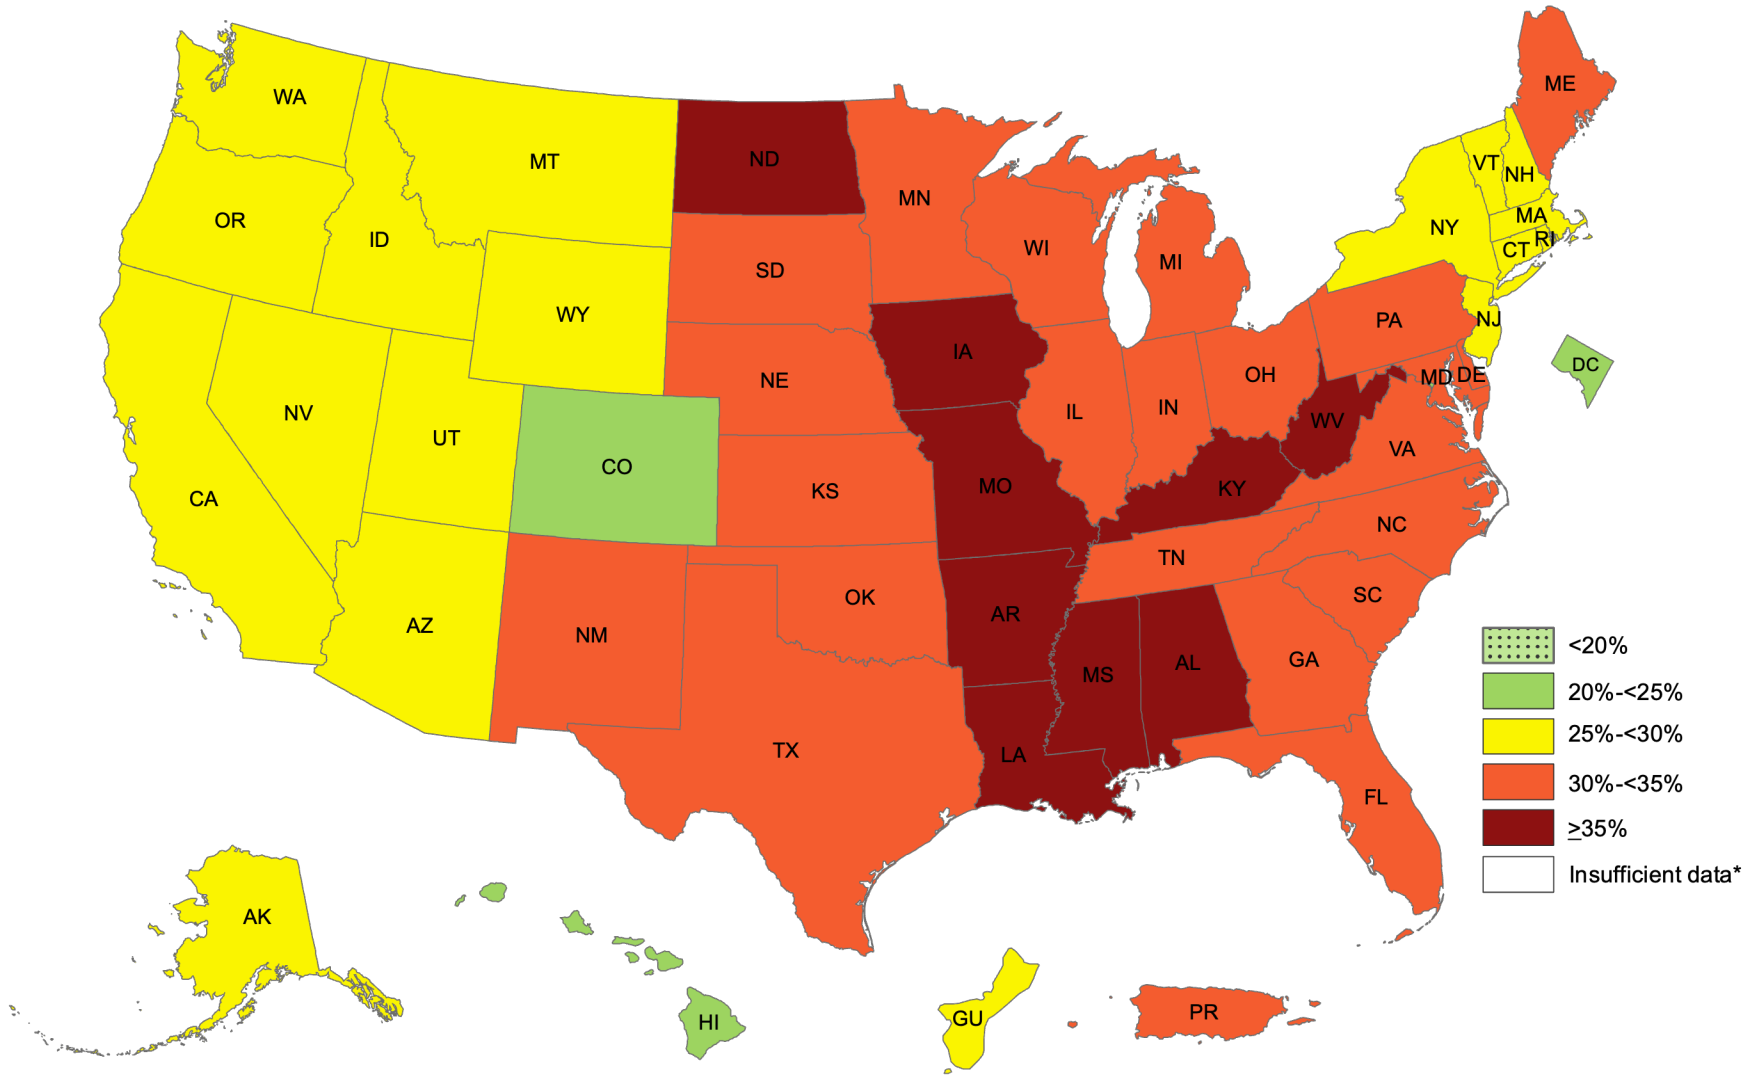 WA
OR
ID
MT
ND
MN
WI
MI
ME
VT
NH
MA
NY
CT
RI
NJ
PA
SD
WY
NE
IA
IL
IN
OH
MD
DE
DC
NV
UT
CO
CA
KS
MO
KY
WV
VA
NC
TN
AZ
NM
OK
AR
SC
GA
AL
MS
TX
LA
FL
AK
HI
GU
PR
<20%
20%-<25%
25%-<30%
30%-<35%
≥35%
Insufficient data*